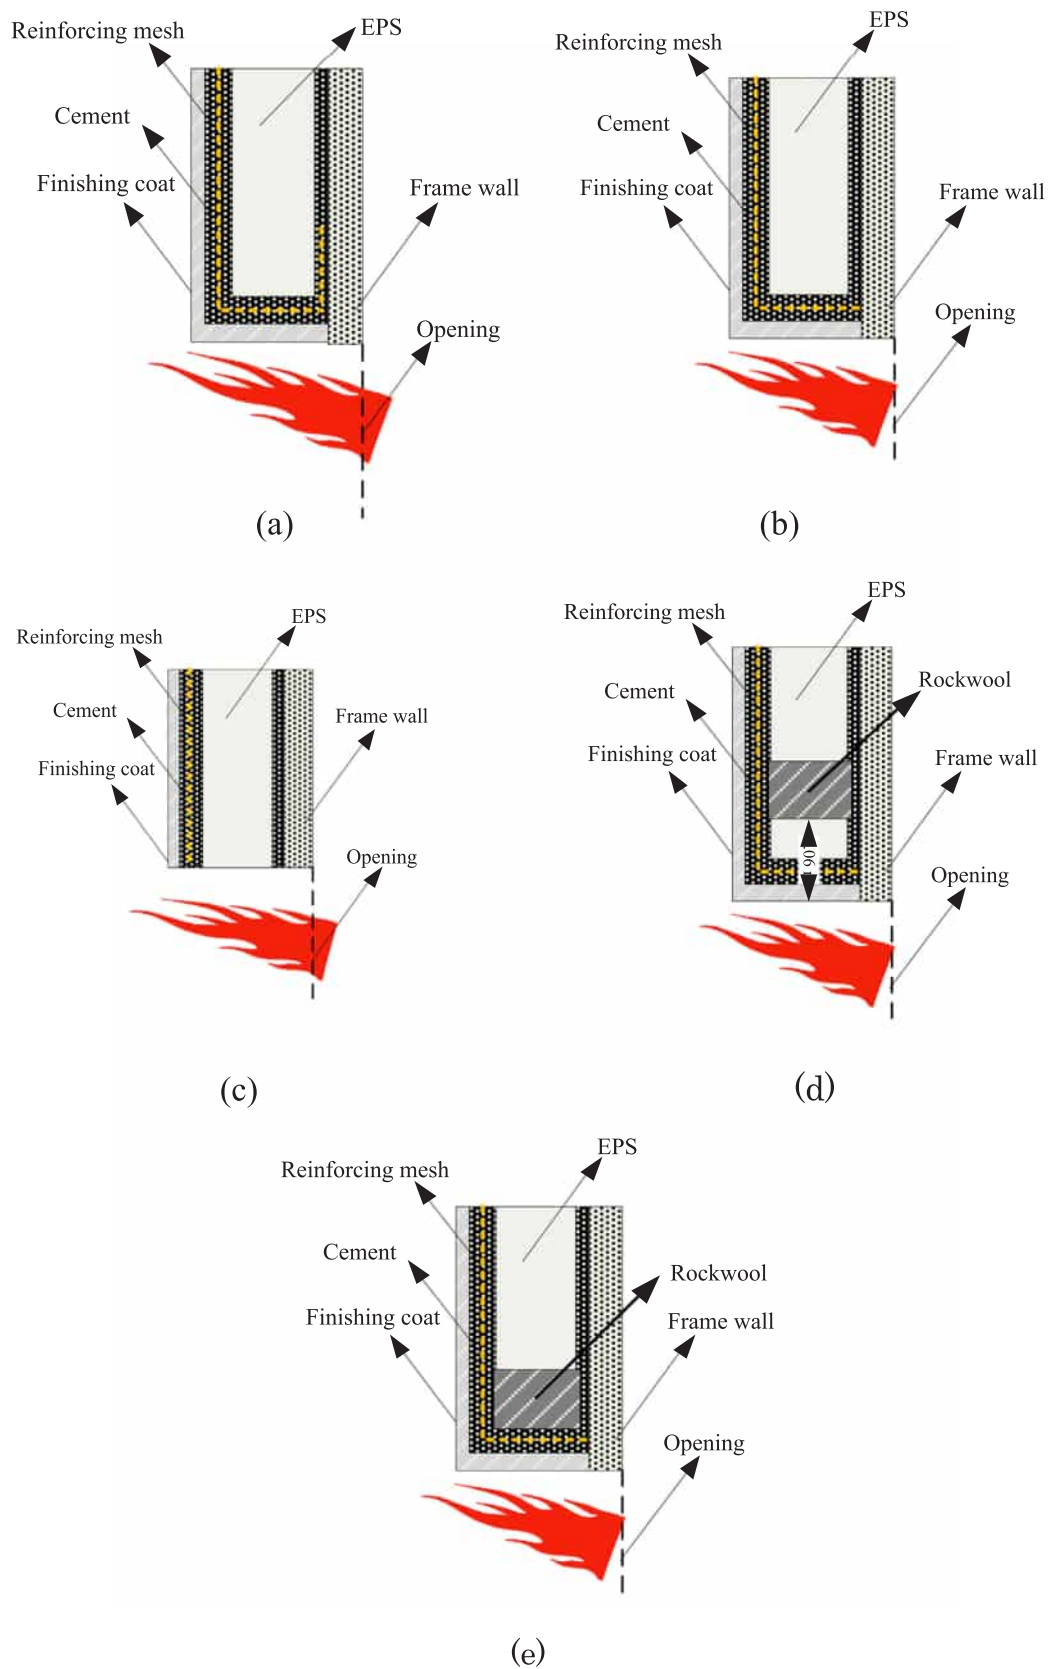 EPS
Reinforcing mesh
Cement
Finishing coat
Frame wall
Opening
(a)
EPS
Reinforcing mesh
Cement
Finishing coat
Frame wall
Opening
(b)
EPS
Reinforcing mesh
Cement
Frame wall
Finishing coat
Opening
(c)
EPS
Reinforcing mesh
Rockwool
Cement
Finishing coat
Frame wall
190
Opening
(d)
EPS
Reinforcing mesh
Cement
Rockwool
Finishing coat
Frame wall
Opening
(e)